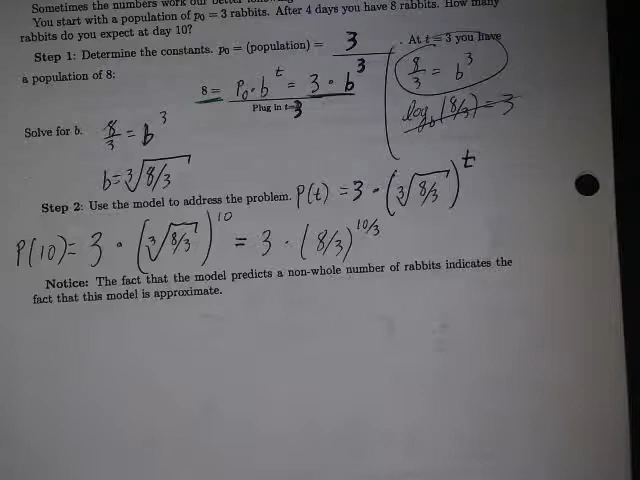 Sometimes the numbers work out better following
You start with a population of p₀ = 3 rabbits. After 4 days you have 8 rabbits. How many
rabbits do you expect at day 10?
Step 1: Determine the constants. p₀ = (population) = 3 . At t = 3 you have
a population of 8:
8 = P₀ · b^t = 3 · b^3
Plug in t=3
8/3 = b^3
log_b(8/3) = 3
Solve for b. 8/3 = b^3
b = ∛(8/3)
Step 2: Use the model to address the problem. P(t) = 3 · (∛(8/3))^t
P(10) = 3 · (∛(8/3))^10 = 3 · (8/3)^(10/3)
Notice: The fact that the model predicts a non-whole number of rabbits indicates the
fact that this model is approximate.